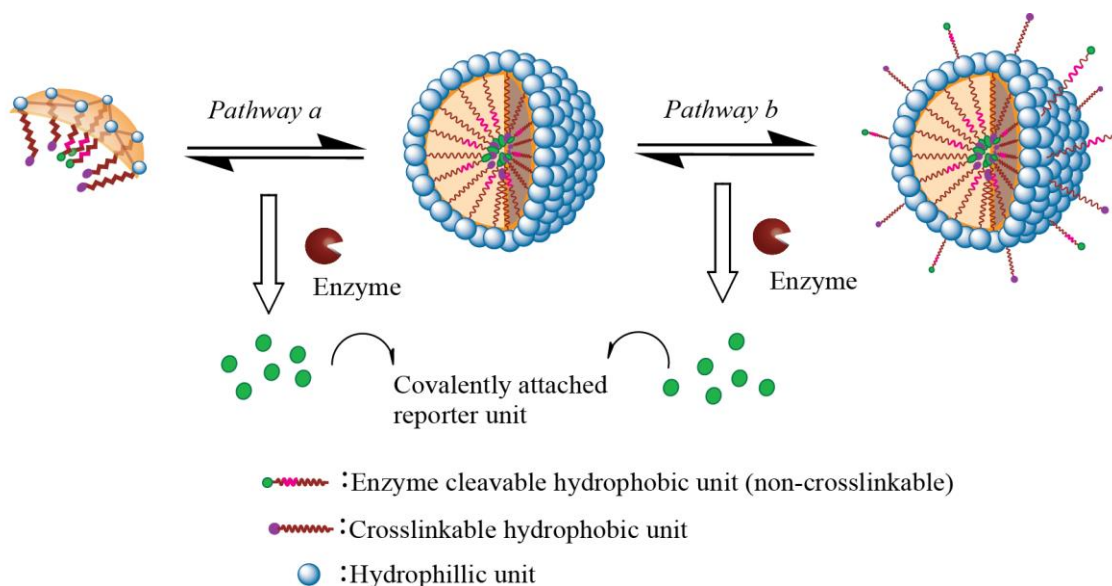 Pathway a
Pathway b
Enzyme
Enzyme
Covalently attached
reporter unit
:Enzyme cleavable hydrophobic unit (non-crosslinkable)
:Crosslinkable hydrophobic unit
:Hydrophillic unit